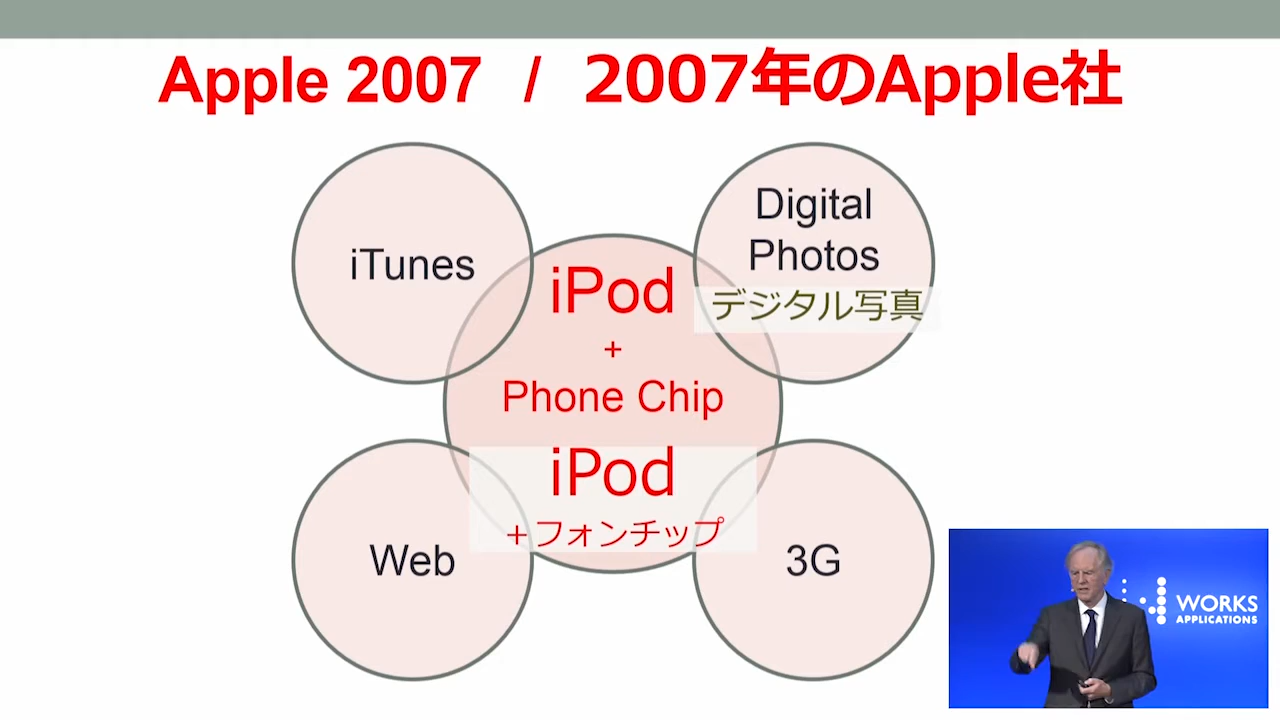 Apple 2007 / 2007年のApple社
iTunes
Digital
Photos
デジタル写真
iPod
+
Phone Chip
iPod
＋フォンチップ
Web
3G
WORKS
APPLICATIONS